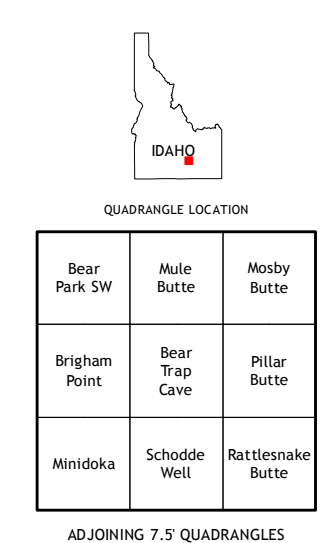 IDAHO
QUADRANGLE LOCATION
Bear
Park SW
Mule
Butte
Mosby
Butte
Brigham
Point
Bear
Trap
Cave
Pillar
Butte
Minidoka
Schodde
Well
Rattlesnake
Butte
ADJOINING 7.5' QUADRANGLES